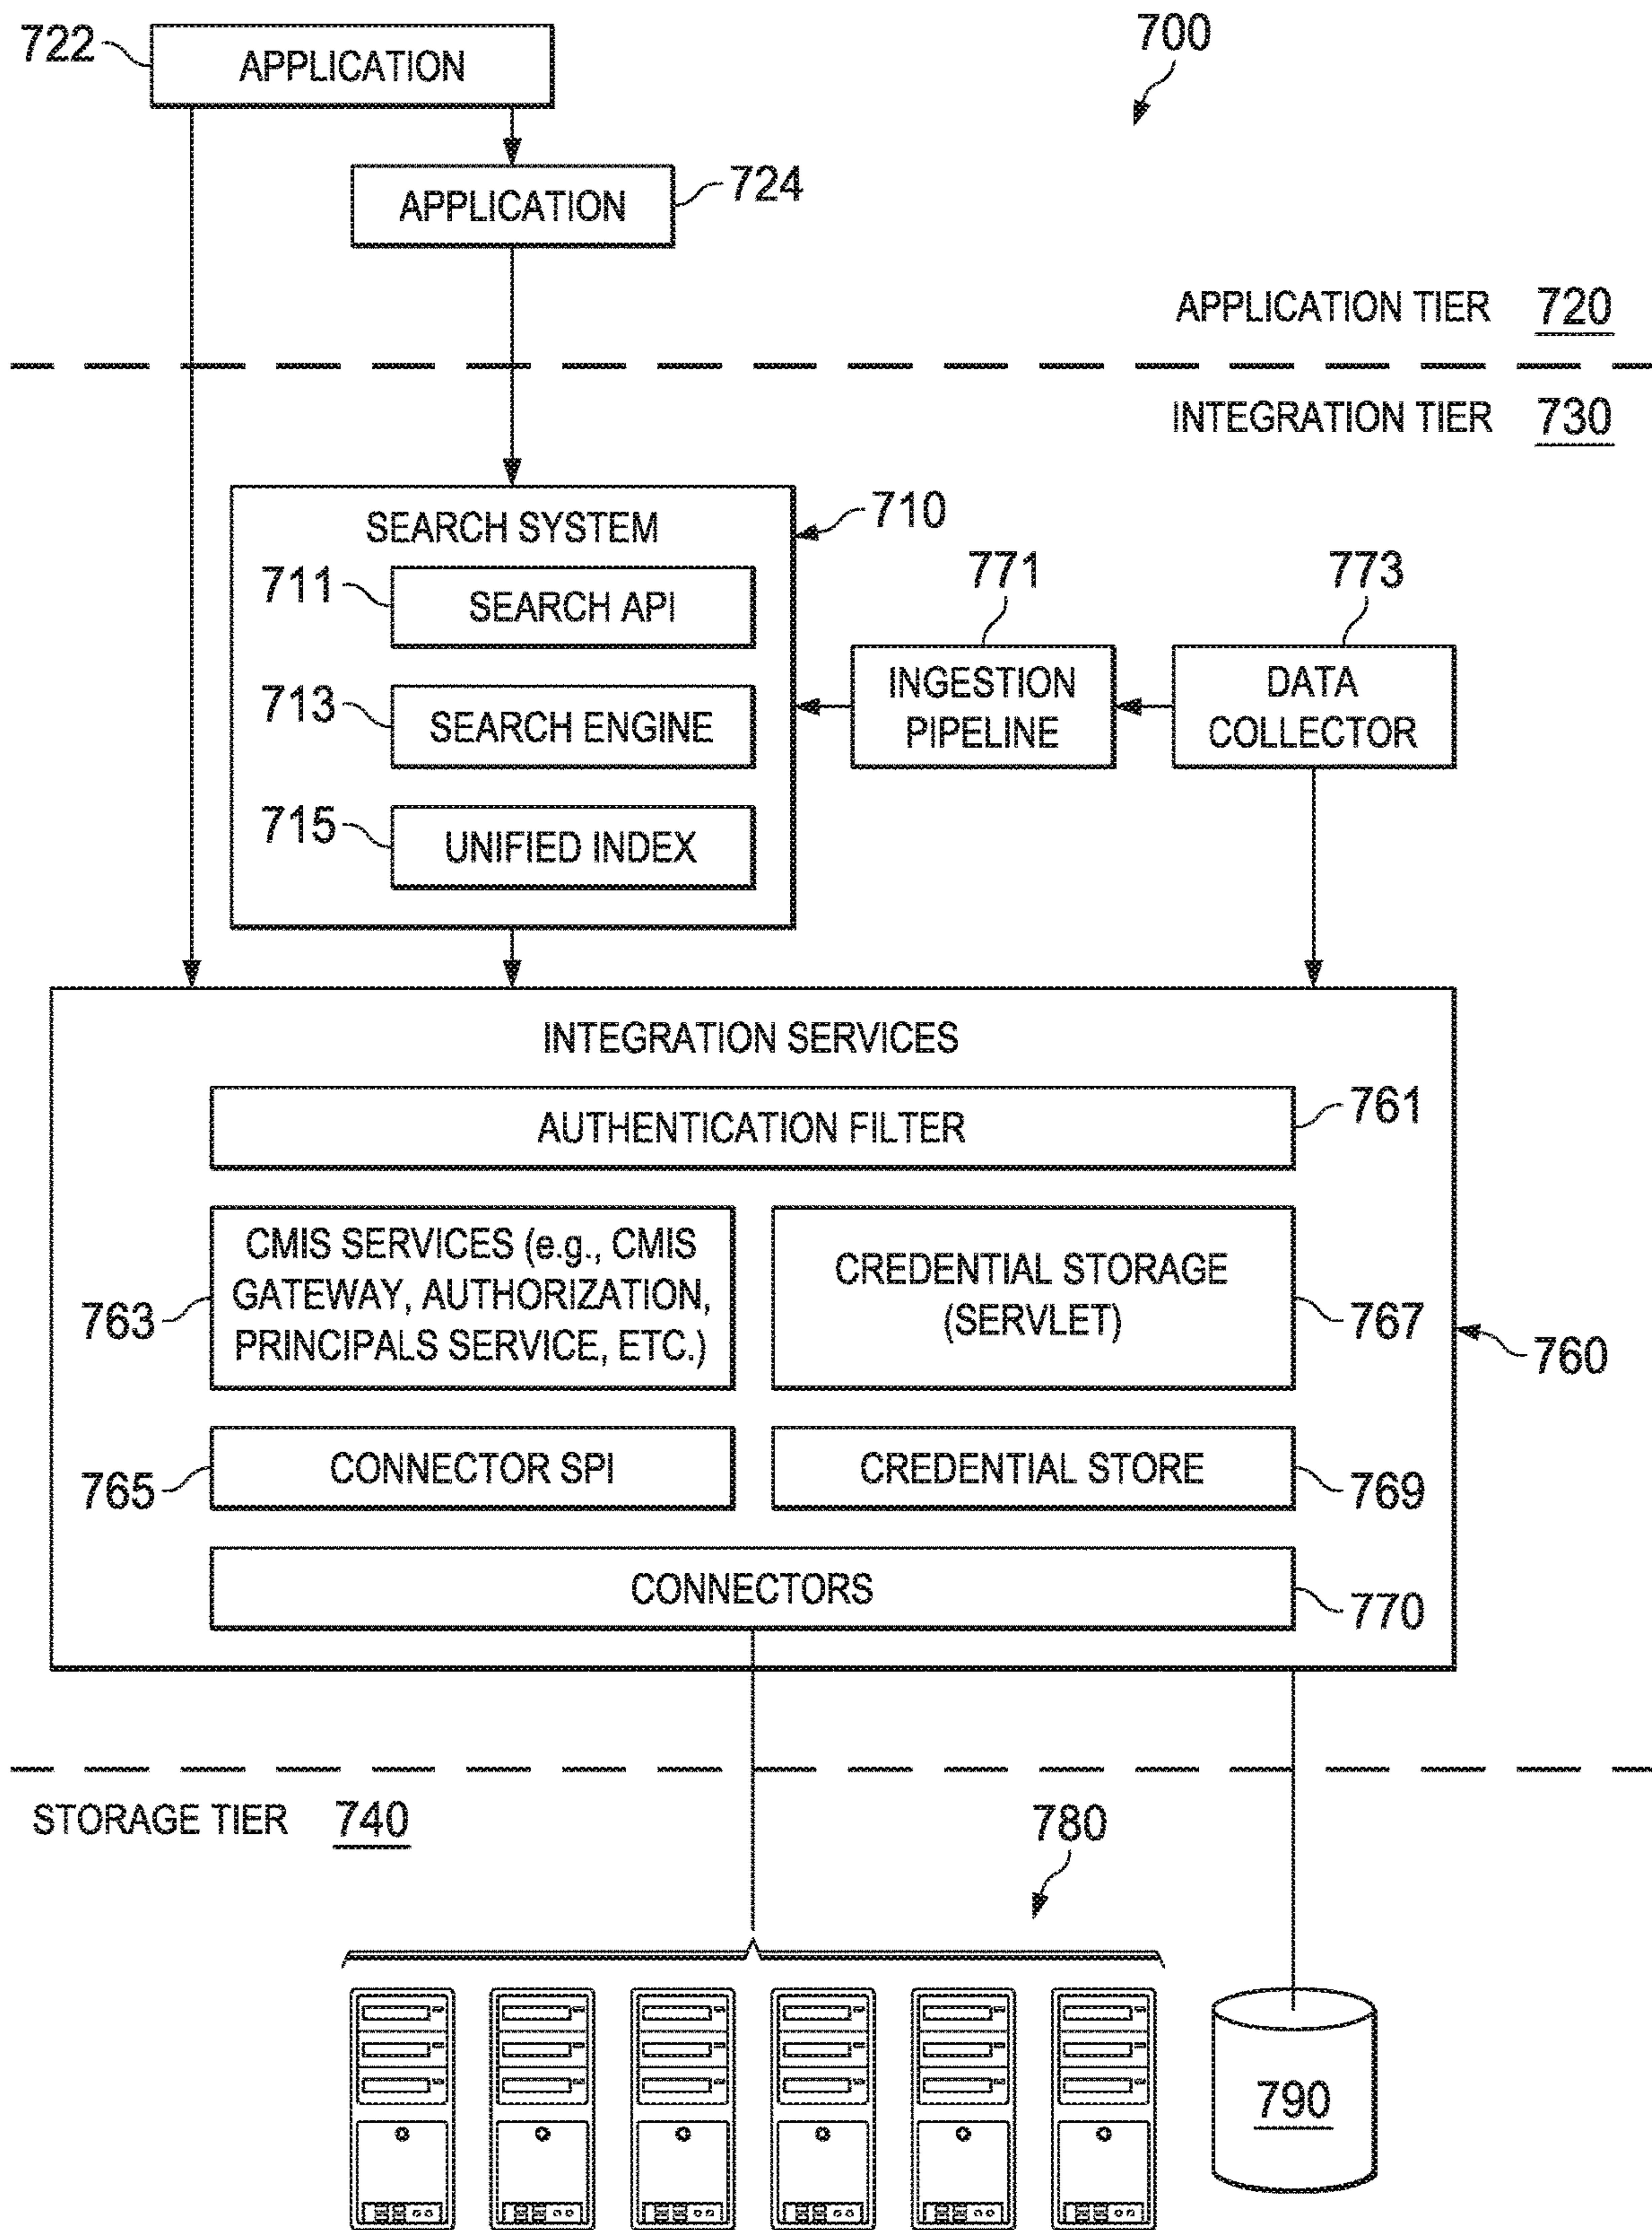 722
APPLICATION
700
APPLICATION
724
APPLICATION TIER 720
INTEGRATION TIER 730
SEARCH SYSTEM
710
711
SEARCH API
713
SEARCH ENGINE
715
UNIFIED INDEX
771
INGESTION
PIPELINE
773
DATA
COLLECTOR
INTEGRATION SERVICES
AUTHENTICATION FILTER
761
763
CMIS SERVICES (e.g., CMIS
GATEWAY, AUTHORIZATION,
PRINCIPALS SERVICE, ETC.)
CREDENTIAL STORAGE
(SERVLET)
767
760
765
CONNECTOR SPI
CREDENTIAL STORE
769
CONNECTORS
770
STORAGE TIER 740
780
790